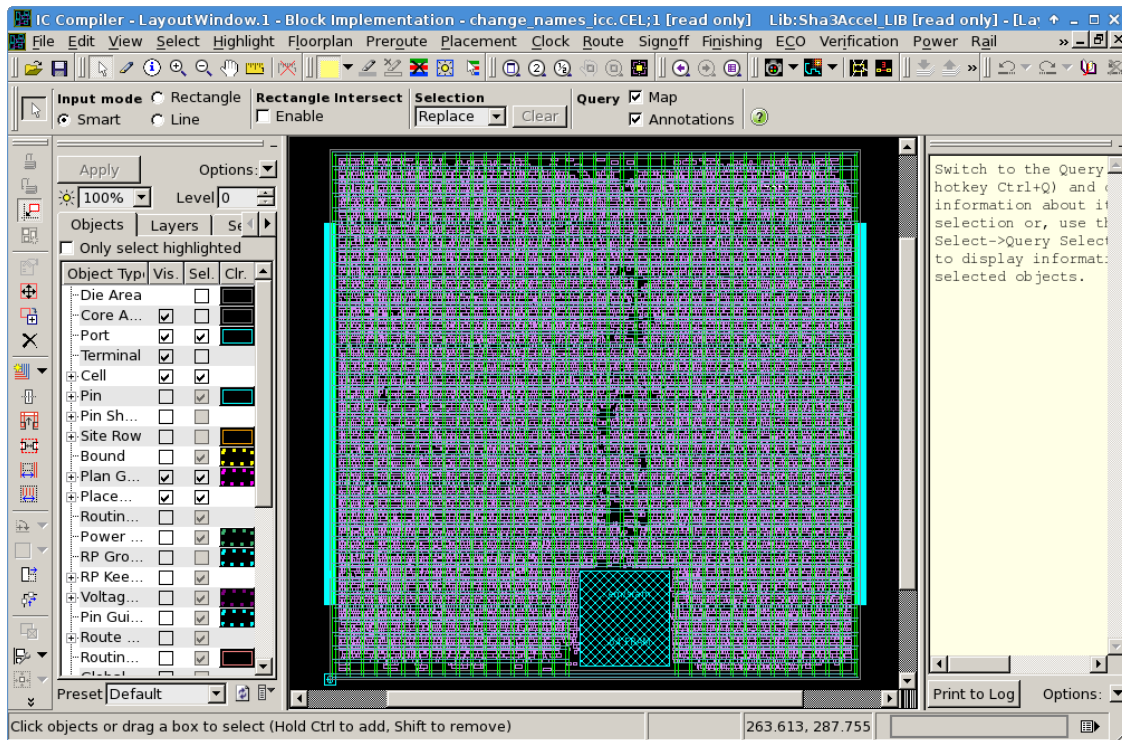 IC Compiler - LayoutWindow.1 - Block Implementation - change_names_icc.CEL;1 [read only] Lib:Sha3Accel_LIB [read only] - [La
File Edit View Select Highlight Floorplan Preroute Placement Clock Route Signoff Finishing ECO Verification Power Rail »
Input mode Rectangle Rectangle Intersect Selection Query Map
Smart Line Enable Replace Clear Annotations
Apply Options:
100% Level 0
Objects Layers Se
Only select highlighted
Object Typ Vis. Sel. Clr.
Die Area
Core A...
Port
Terminal
Cell
Pin
Pin Sh...
Site Row
Bound
Plan G...
Place...
Routin...
Power ...
RP Gro...
RP Kee...
Voltag...
Pin Gui...
Route ...
Routin...
Global
Preset Default
Switch to the Query
hotkey Ctrl+Q) and
information about it
selection or, use th
Select->Query Selec
to display informati
selected objects.
Print to Log Options:
Click objects or drag a box to select (Hold Ctrl to add, Shift to remove) 263.613, 287.755